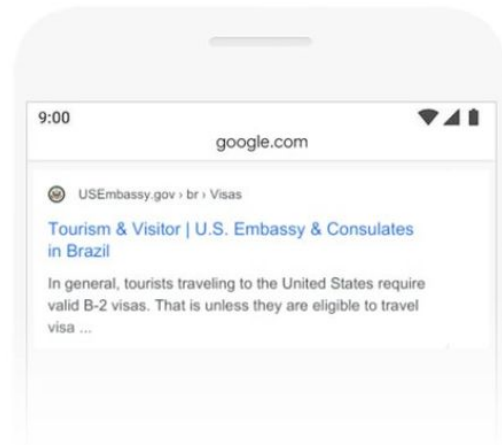 9:00
google.com
USEmbassy.gov › br › Visas
Tourism & Visitor | U.S. Embassy & Consulates
in Brazil
In general, tourists traveling to the United States require
valid B-2 visas. That is unless they are eligible to travel
visa ...